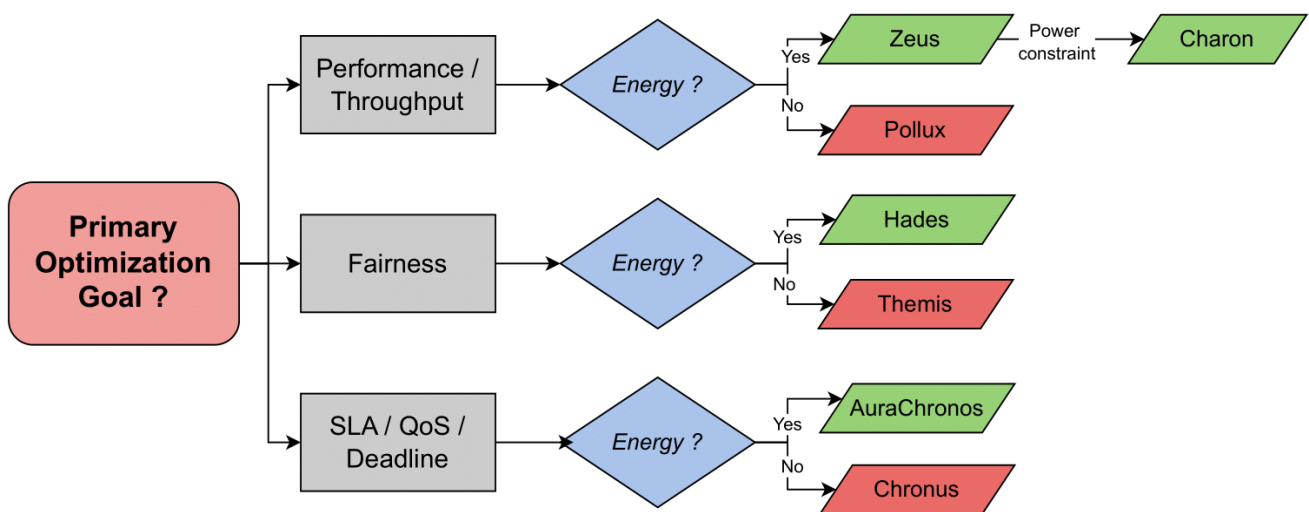 Primary
Optimization
Goal ?
Performance /
Throughput
Energy ?
Yes
No
Zeus
Power
constraint
Charon
Pollux
Fairness
Energy ?
Yes
No
Hades
Themis
SLA / QoS /
Deadline
Energy ?
Yes
No
AuraChronos
Chronus